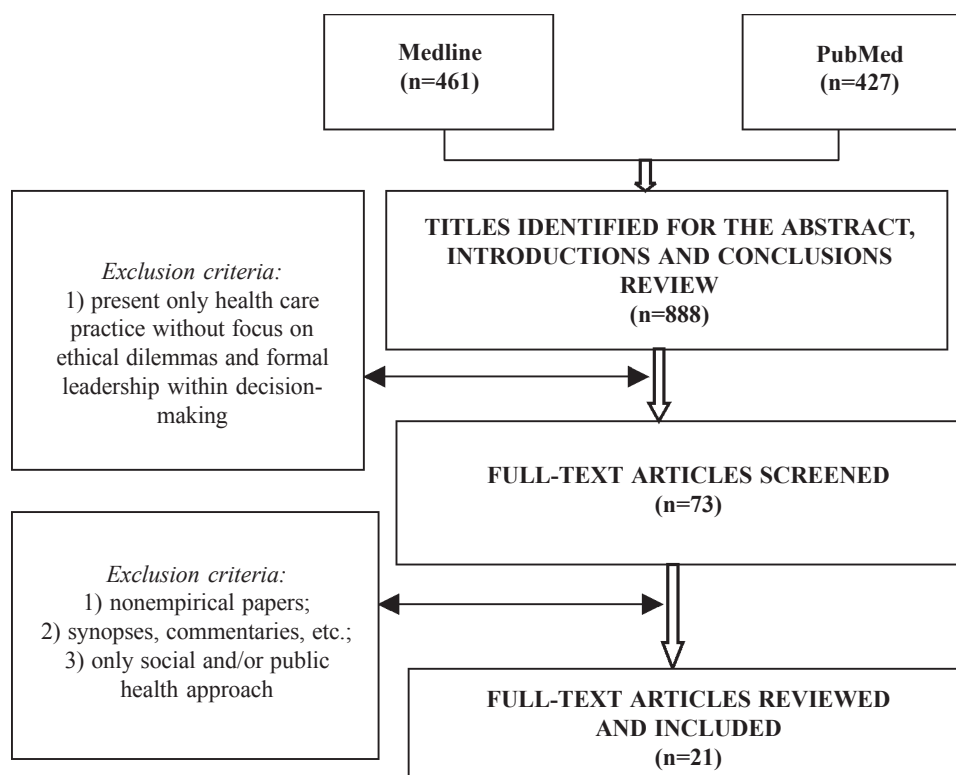 Medline
(n=461)
PubMed
(n=427)
TITLES IDENTIFIED FOR THE ABSTRACT,
INTRODUCTIONS AND CONCLUSIONS
REVIEW
(n=888)
Exclusion criteria:
1) present only health care
practice without focus on
ethical dilemmas and formal
leadership within decision-
making
FULL-TEXT ARTICLES SCREENED
(n=73)
Exclusion criteria:
1) nonempirical papers;
2) synopses, commentaries, etc.;
3) only social and/or public
health approach
FULL-TEXT ARTICLES REVIEWED
AND INCLUDED
(n=21)